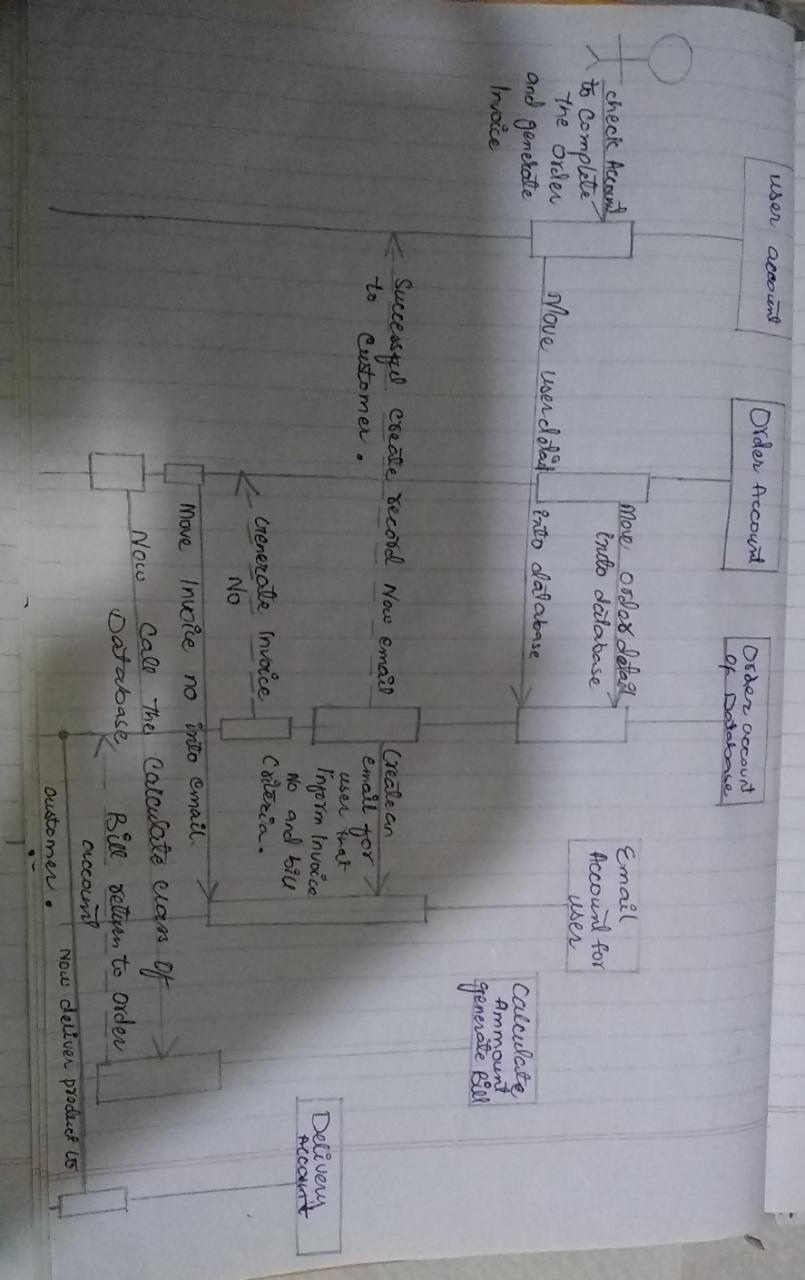 user account
Order Account
Order account
of Database
Email
Account for
user
Calculate
Ammount
generate Bill
Delivery
Account
check Account
to Complete
the order
and generate
Invoice
Move order detail
into database
Move user detail into database
Successful create record Now email
to Customer.
Create an
email for
user that
Inform Invoice
No and bill
Criteria.
Generate Invoice
No
Move Invoice no into email.
Now Call the Calculate class of
Database
Bill return to order
account
Now deliver product to
customer.